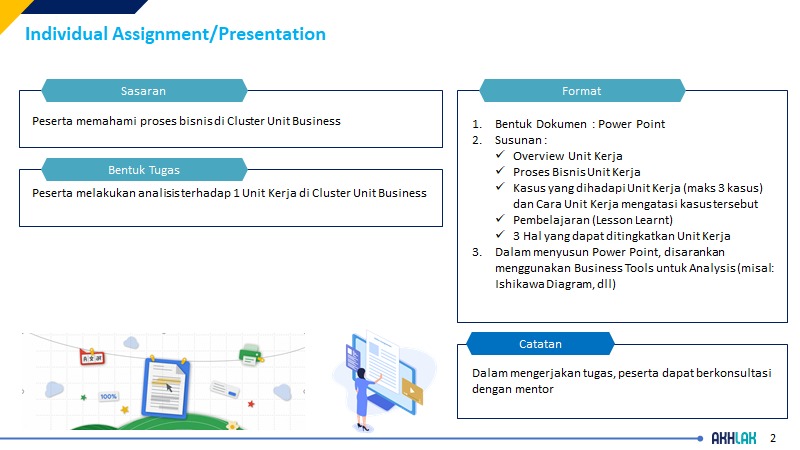 Individual Assignment/Presentation
Sasaran
Peserta memahami proses bisnis di Cluster Unit Business
Bentuk Tugas
Peserta melakukan analisis terhadap 1 Unit Kerja di Cluster Unit Business
Format
1. Bentuk Dokumen : Power Point
2. Susunan :
✓ Overview Unit Kerja
✓ Proses Bisnis Unit Kerja
✓ Kasus yang dihadapi Unit Kerja (maks 3 kasus)
dan Cara Unit Kerja mengatasi kasus tersebut
✓ Pembelajaran (Lesson Learnt)
✓ 3 Hal yang dapat ditingkatkan Unit Kerja
3. Dalam menyusun Power Point, disarankan
menggunakan Business Tools untuk Analysis (misal:
Ishikawa Diagram, dll)
100%
Catatan
Dalam mengerjakan tugas, peserta dapat berkonsultasi
dengan mentor
AKHLAK
2